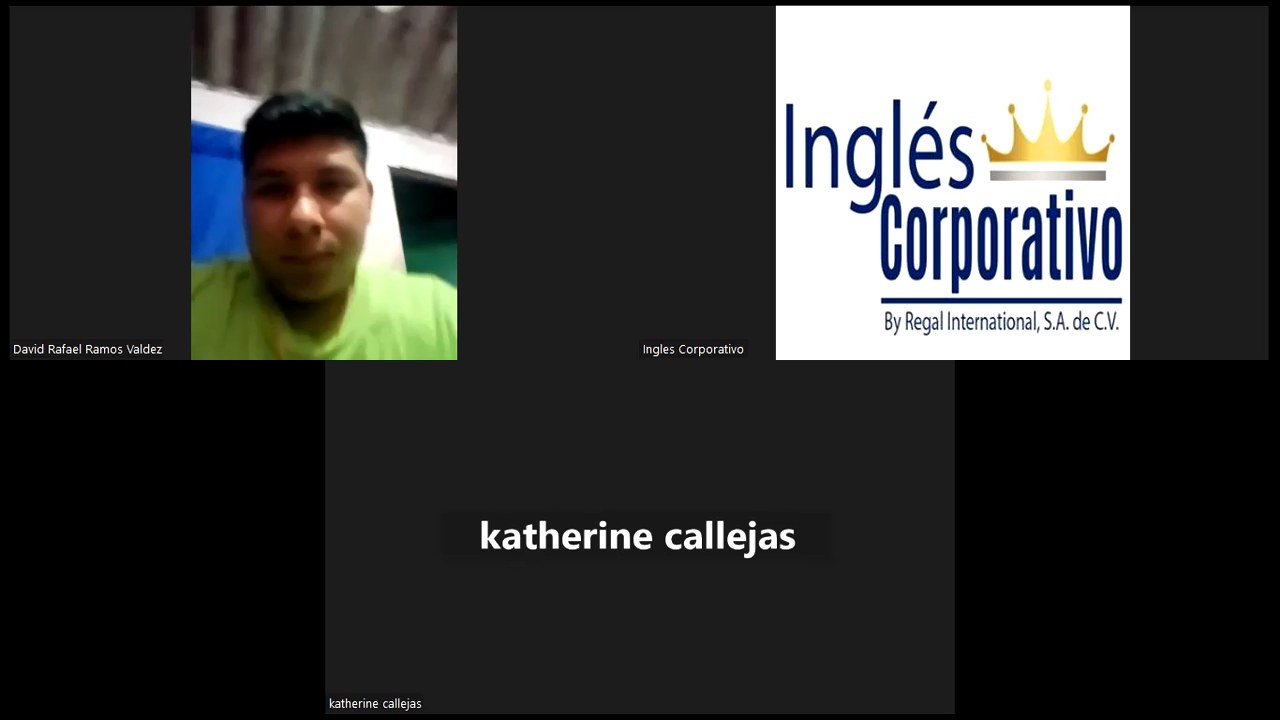 Inglés
Corporativo
By Regal International, S.A. de C.V.
David Rafael Ramos Valdez
Ingles Corporativo
katherine callejas
katherine callejas